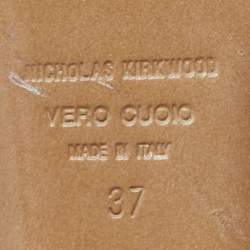 NICHOLAS KIRKWOOD
VERO CUOIO
MADE IN ITALY
37